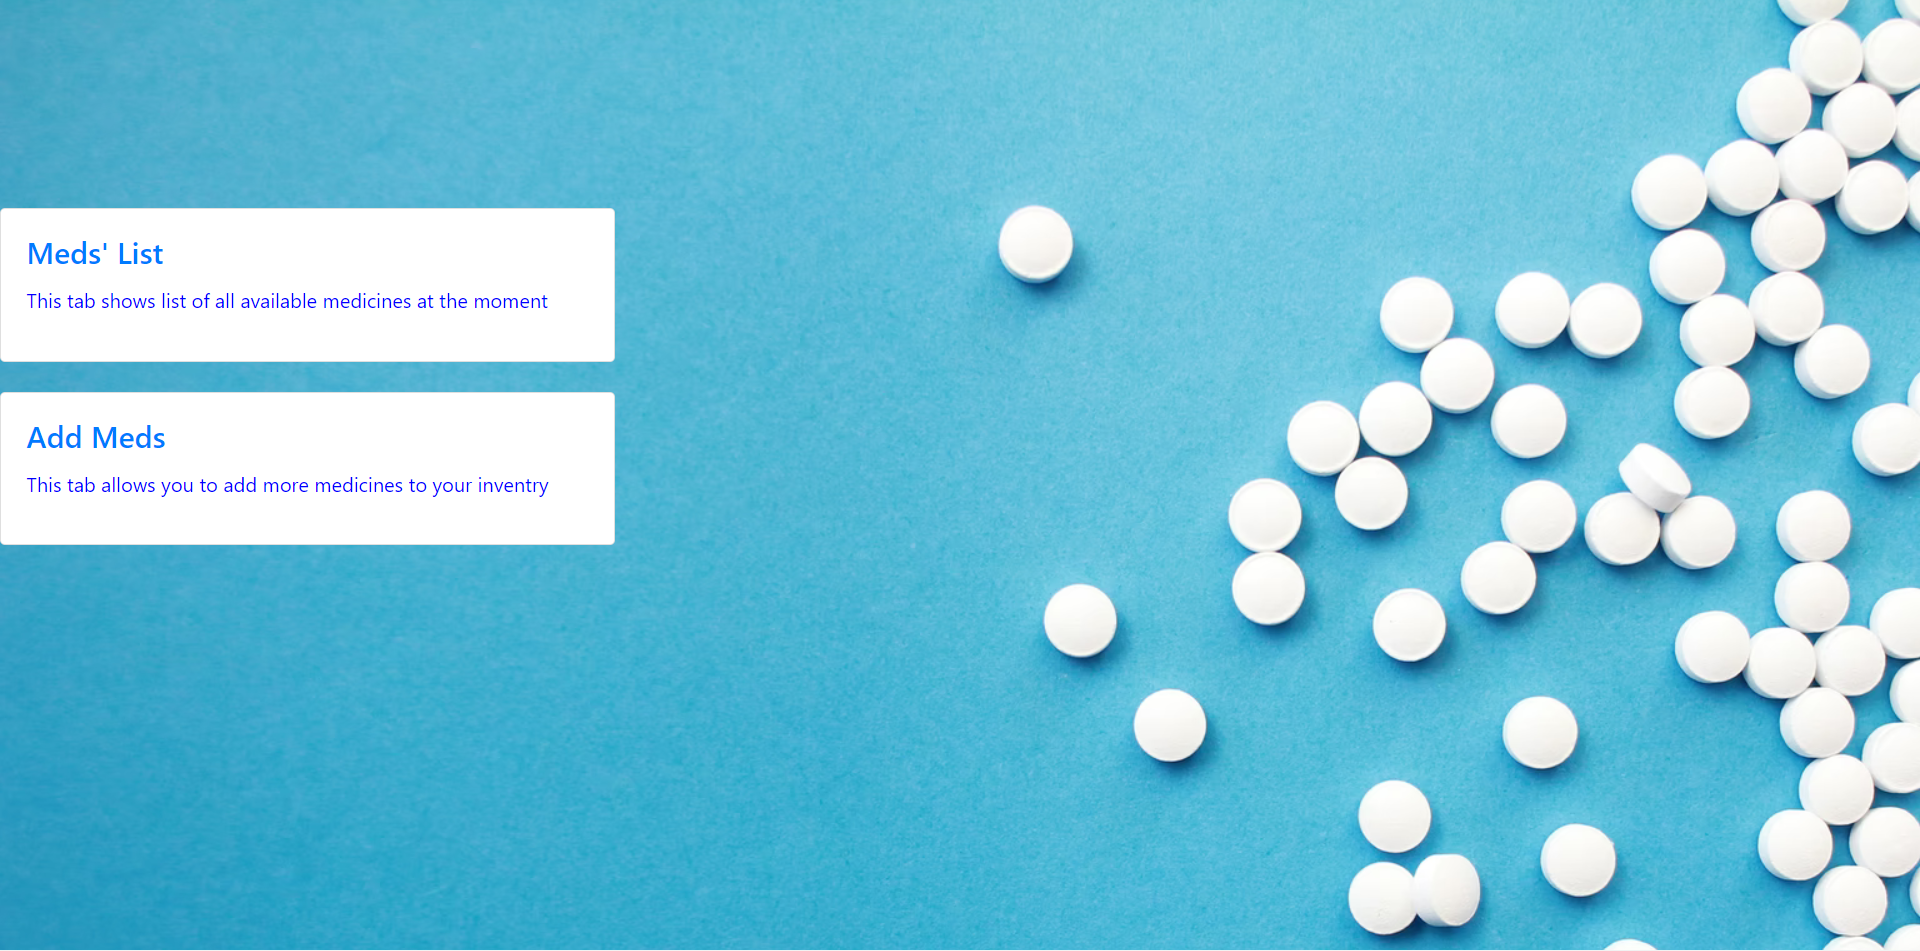 Meds' List
This tab shows list of all available medicines at the moment
Add Meds
This tab allows you to add more medicines to your inventry